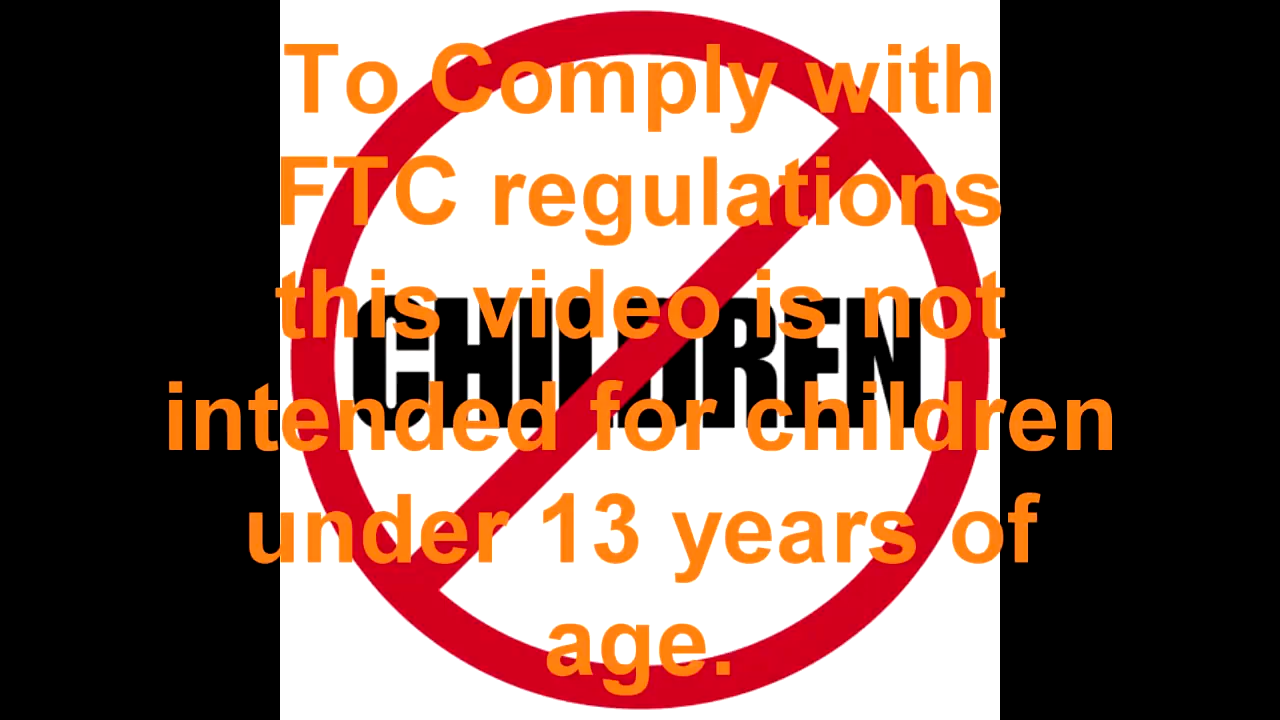 To Comply with
FTC regulations
this video is not
CHILDREN
intended for children
under 13 years of
age.